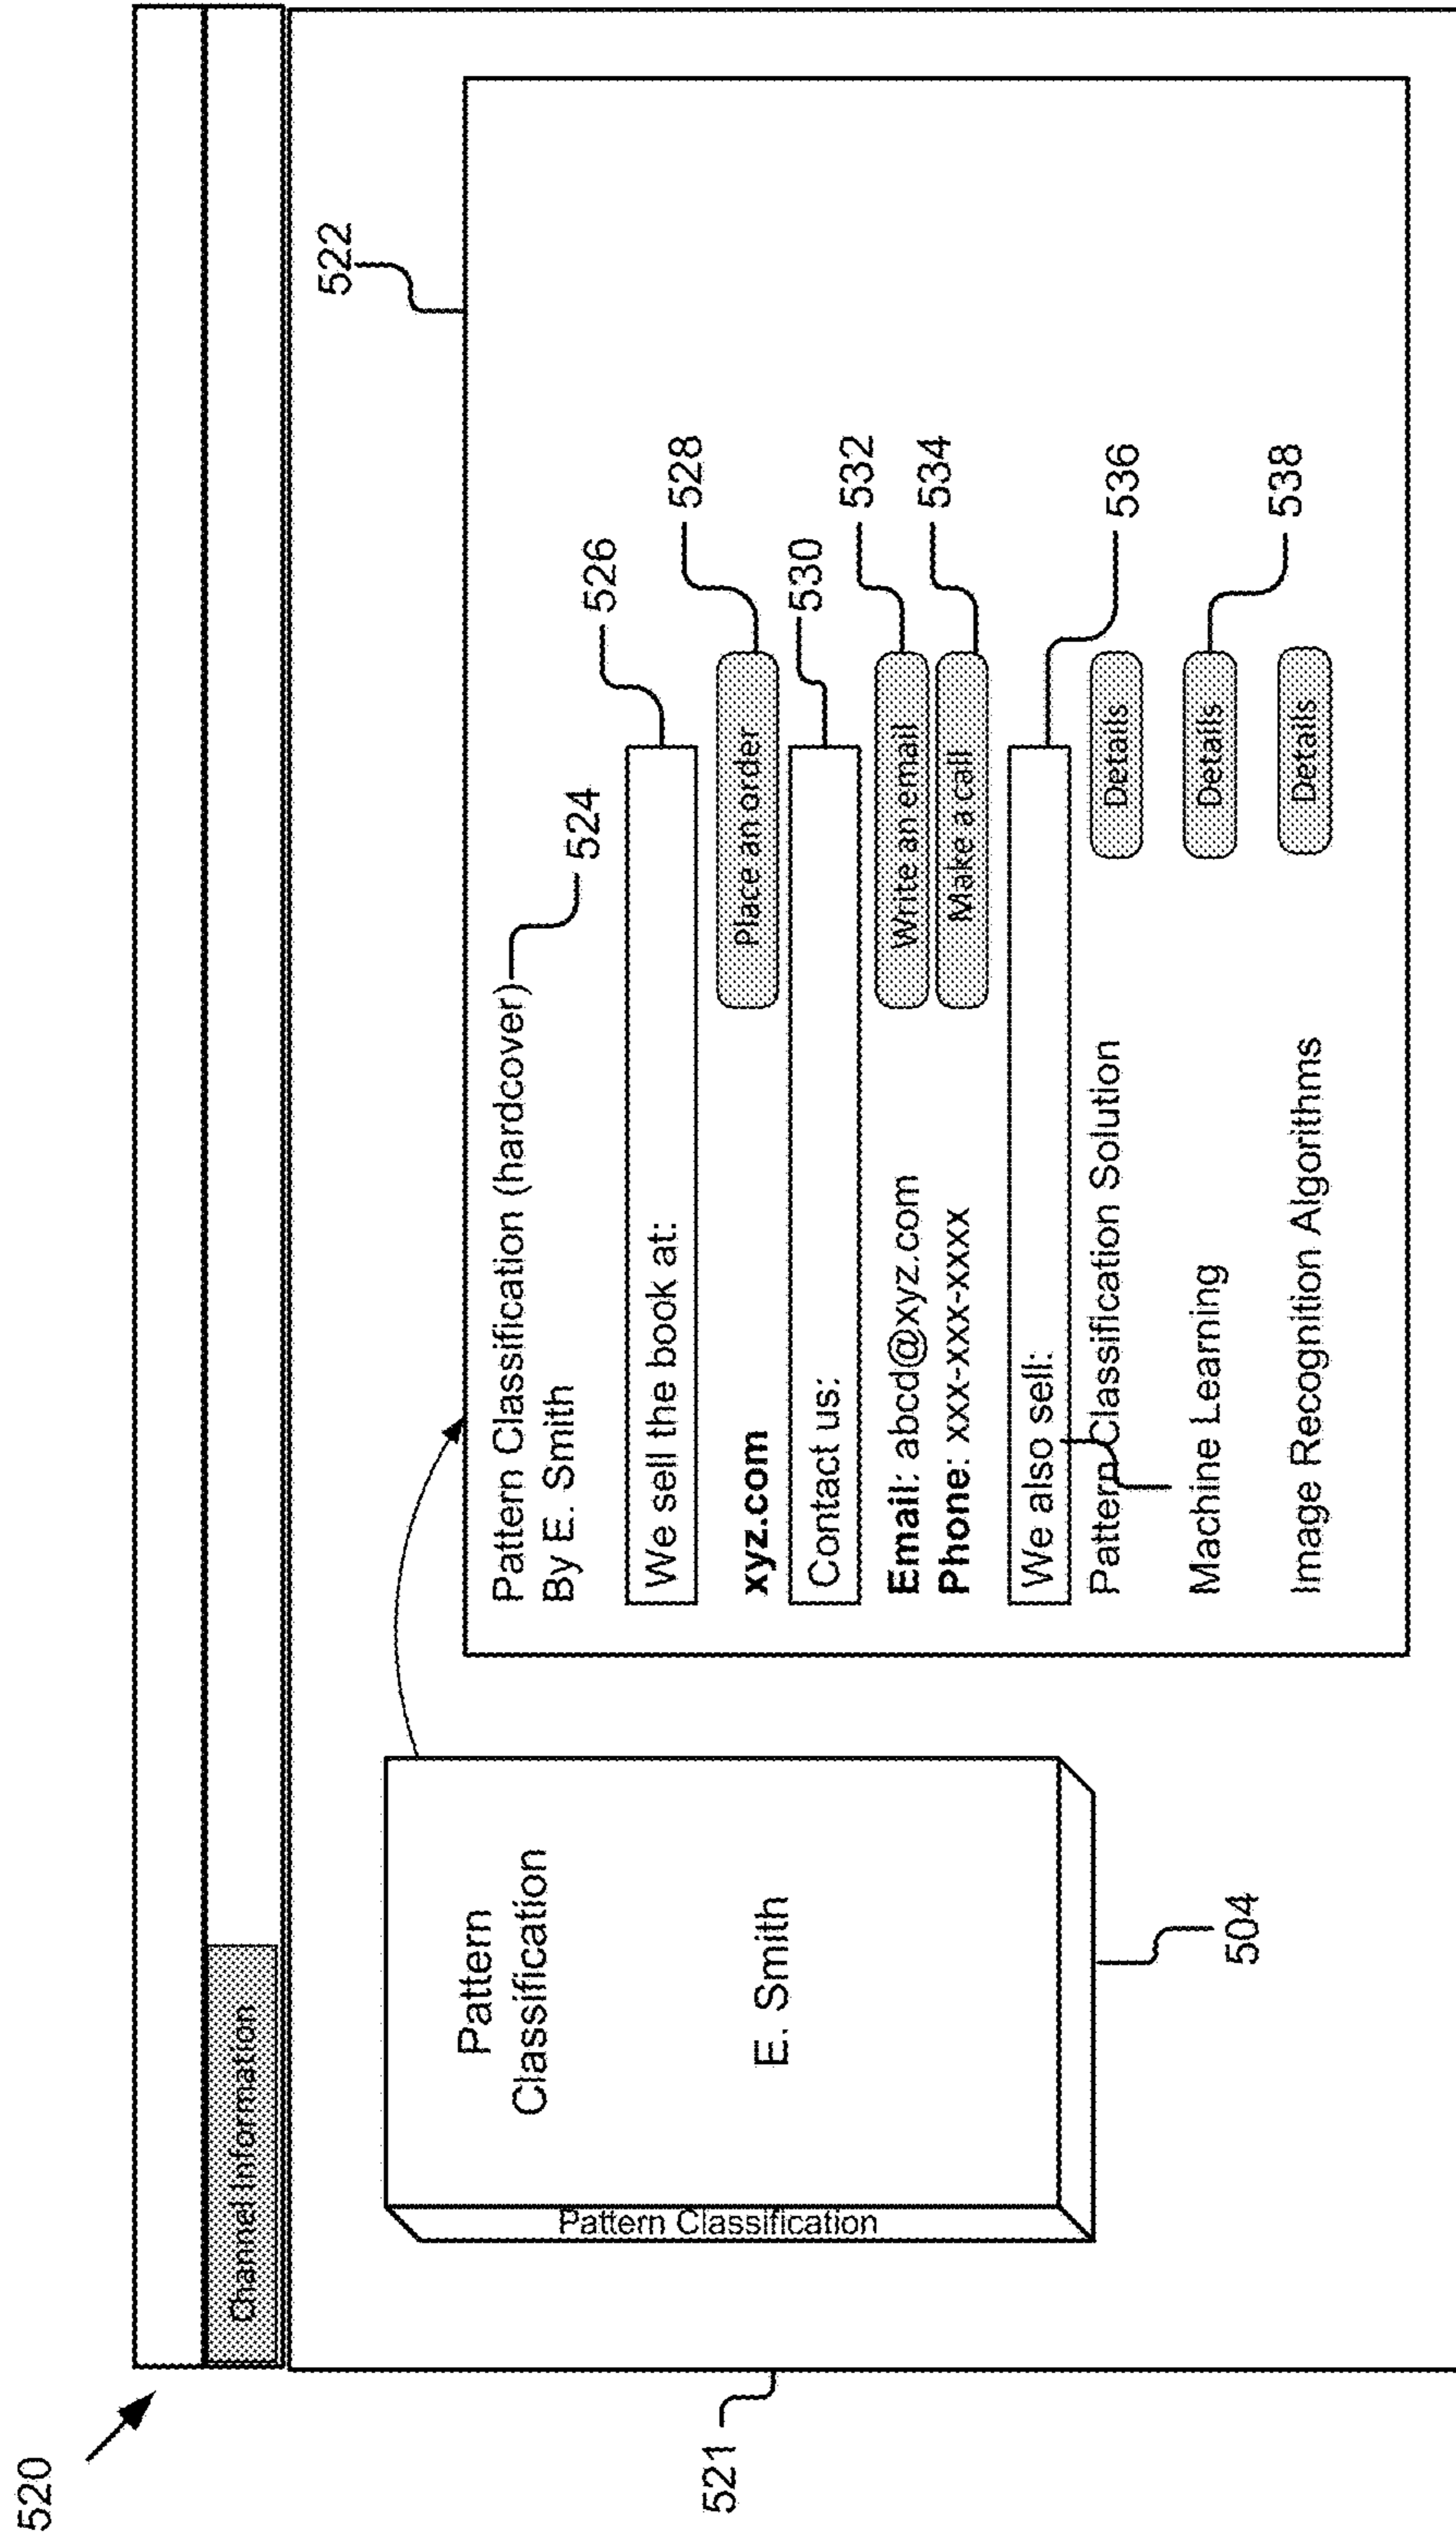 520
Channel Information
522
521
Pattern
Classification
E. Smith
Pattern Classification
504
Pattern Classification (hardcover)
524
By E. Smith
526
We sell the book at:
528
xyz.com
Place an order
530
Contact us:
532
Email: abcd@xyz.com
Write an email
534
Phone: xxx-xxx-xxxx
Make a call
536
We also sell:
Pattern Classification Solution
Details
538
Machine Learning
Details
Image Recognition Algorithms
Details